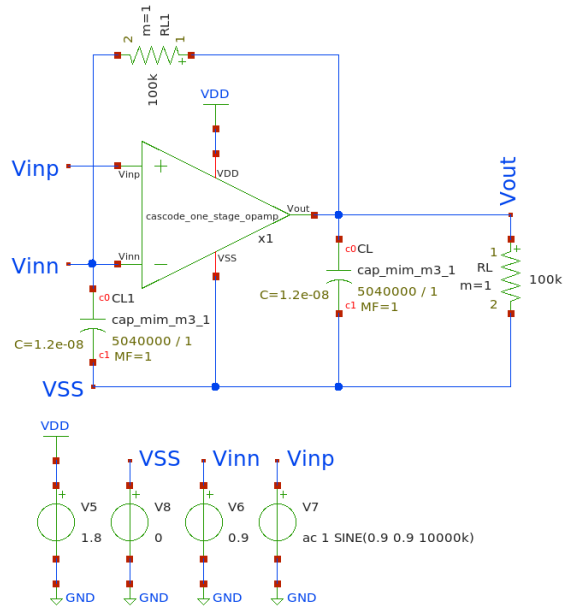 m=1
RL1
2
1
+
100k
VDD
Vinp
Vinp
+
VDD
cascode_one_stage_opamp
Vout
x1
Vout
Vinn
Vinn
−
VSS
c0 CL
cap_mim_m3_1
C=1.2e-08
5040000 / 1
c1
MF=1
1
+
RL
m=1
2
100k
c0 CL1
cap_mim_m3_1
C=1.2e-08
5040000 / 1
c1
MF=1
VSS
VDD
VSS
Vinn
Vinp
+
V5
1.8
+
V8
0
+
V6
0.9
+
V7
ac 1 SINE(0.9 0.9 10000k)
GND
GND
GND
GND